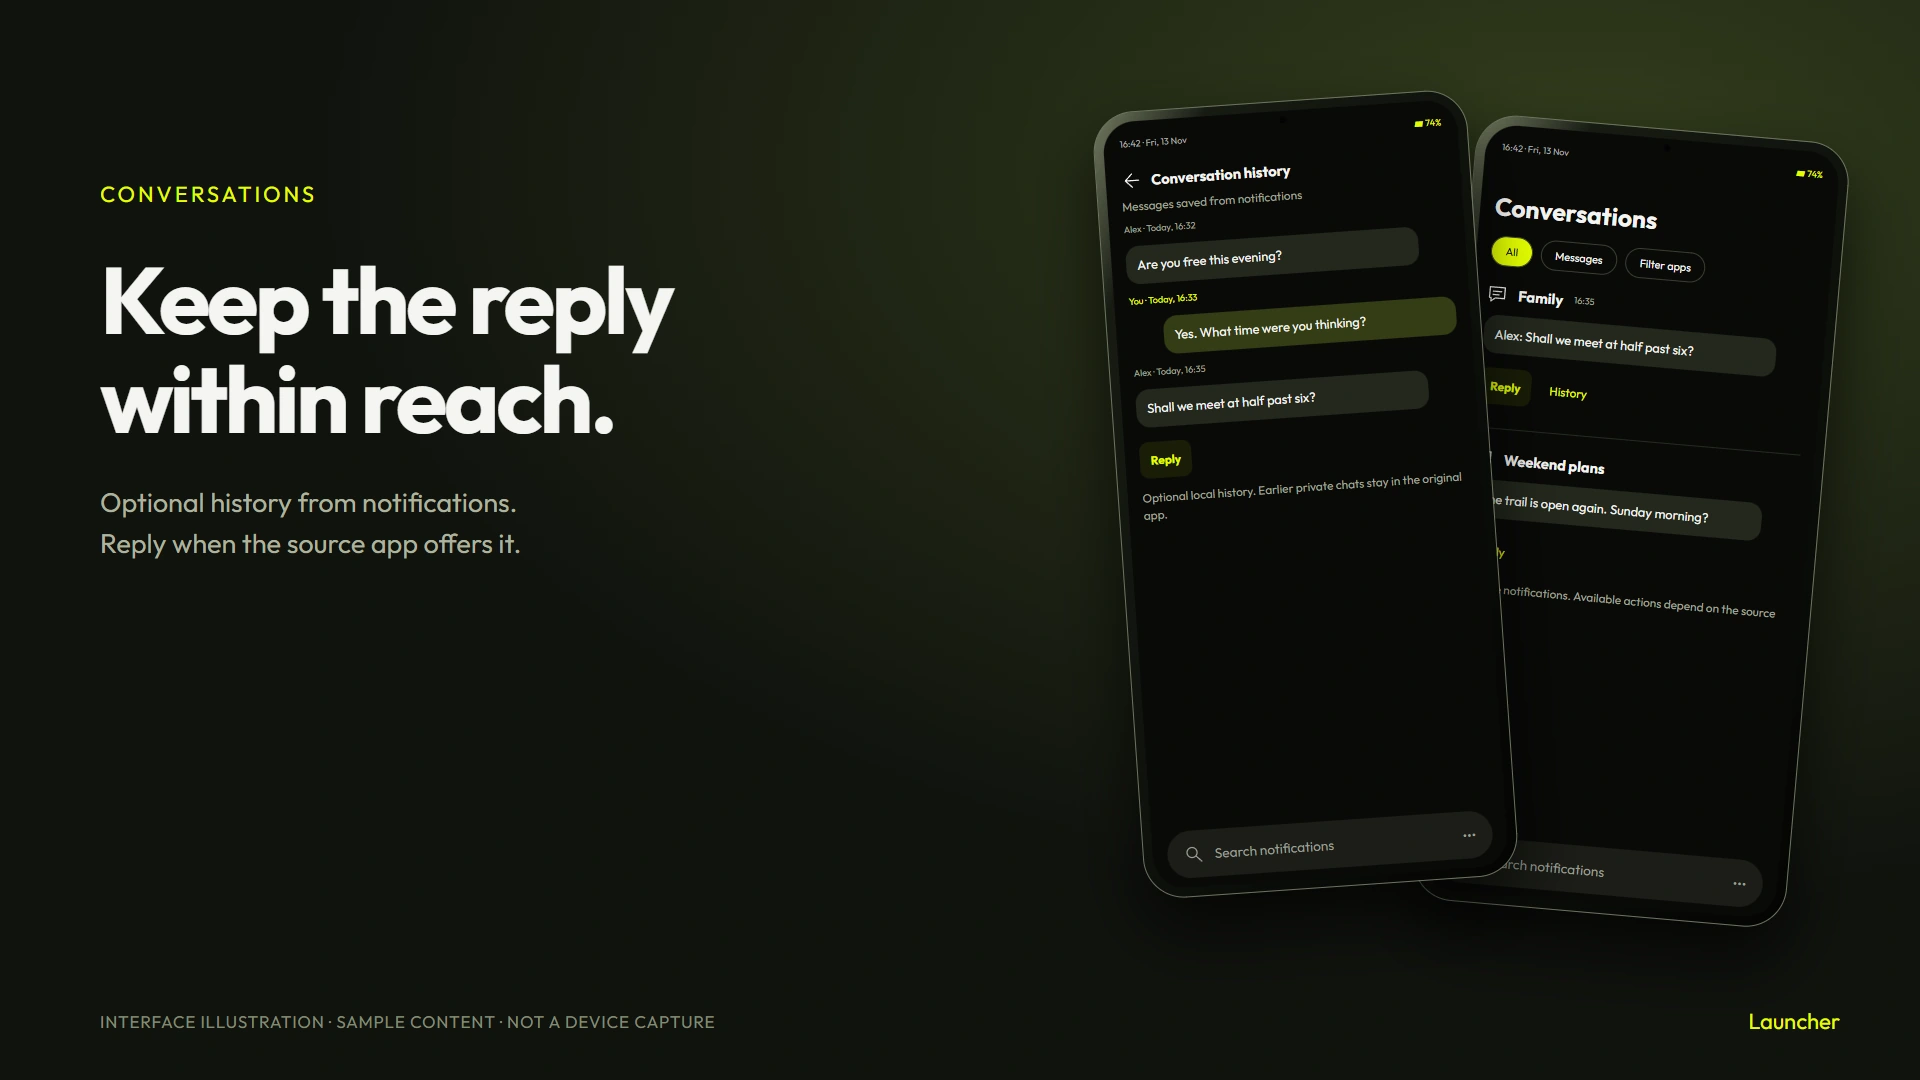 CONVERSATIONS
Keep the reply
within reach.
Optional history from notifications.
Reply when the source app offers it.
16:42 · Fri, 13 Nov
74%
Conversation history
Messages saved from notifications
Alex · Today, 16:32
Are you free this evening?
You · Today, 16:33
Yes. What time were you thinking?
Alex · Today, 16:35
Shall we meet at half past six?
Reply
Optional local history. Earlier private chats stay in the original
app.
Search notifications
16:42 · Fri, 13 Nov
74%
Conversations
All
Messages
Filter apps
Family 16:35
Alex: Shall we meet at half past six?
Reply
History
Weekend plans
trail is open again. Sunday morning?
notifications. Available actions depend on the source
notifications
INTERFACE ILLUSTRATION · SAMPLE CONTENT · NOT A DEVICE CAPTURE
Launcher